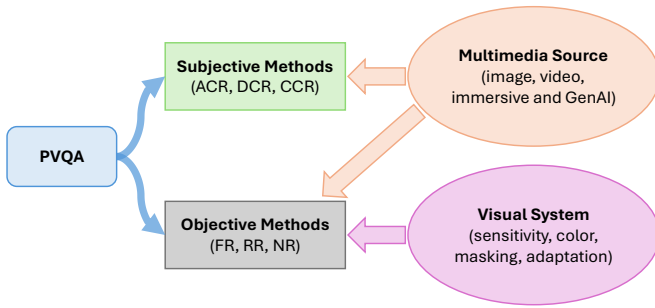 PVQA
Subjective Methods
(ACR, DCR, CCR)
Objective Methods
(FR, RR, NR)
Multimedia Source
(image, video,
immersive and GenAI)
Visual System
(sensitivity, color,
masking, adaptation)